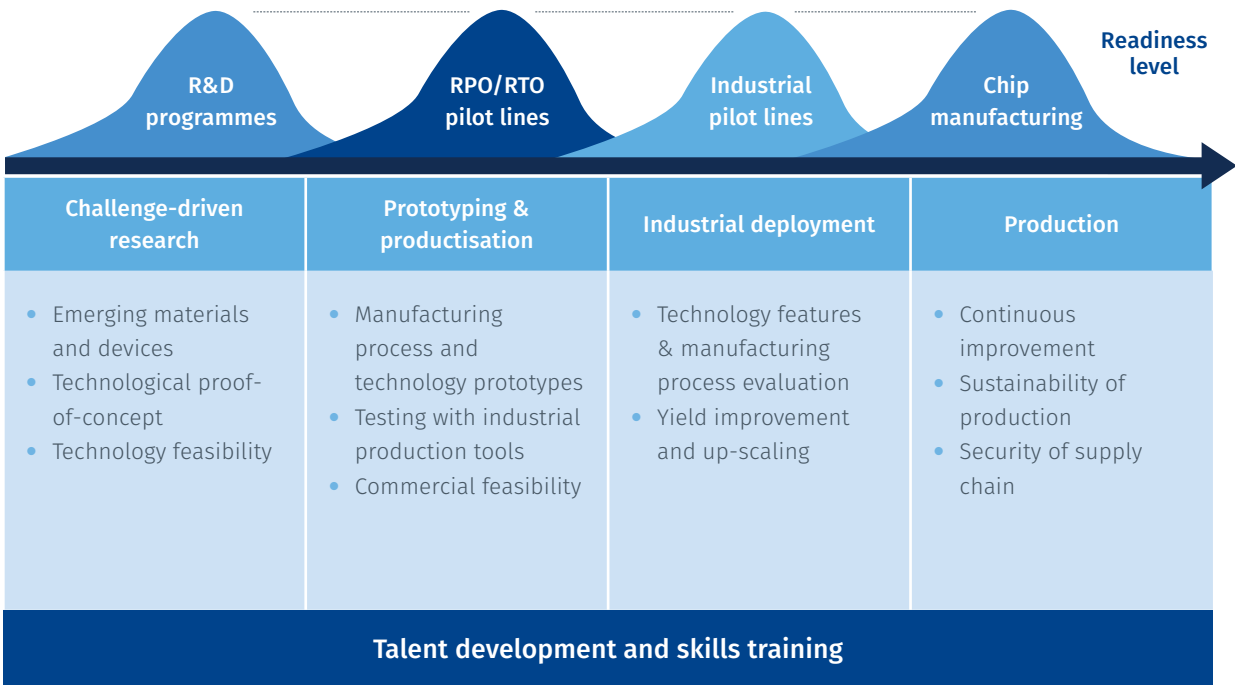 R&D
programmes
RPO/RTO
pilot lines
Industrial
pilot lines
Chip
manufacturing
Readiness
level
Challenge-driven
research
Prototyping &
productisation
Industrial deployment
Production
• Emerging materials
and devices
• Technological proof-
of-concept
• Technology feasibility
• Manufacturing
process and
technology prototypes
• Testing with industrial
production tools
• Commercial feasibility
• Technology features
& manufacturing
process evaluation
• Yield improvement
and up-scaling
• Continuous
improvement
• Sustainability of
production
• Security of supply
chain
Talent development and skills training